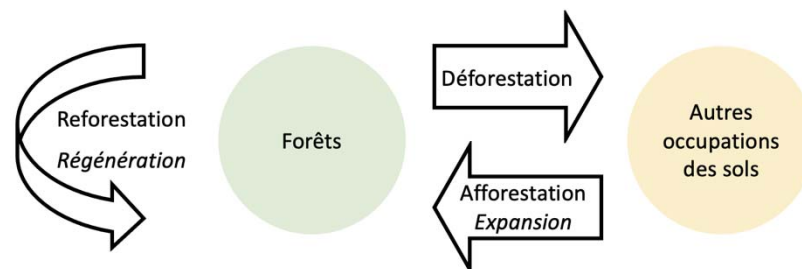 Reforestation
Régénération
Forêts
Déforestation
Afforestation
Expansion
Autres
occupations
des sols